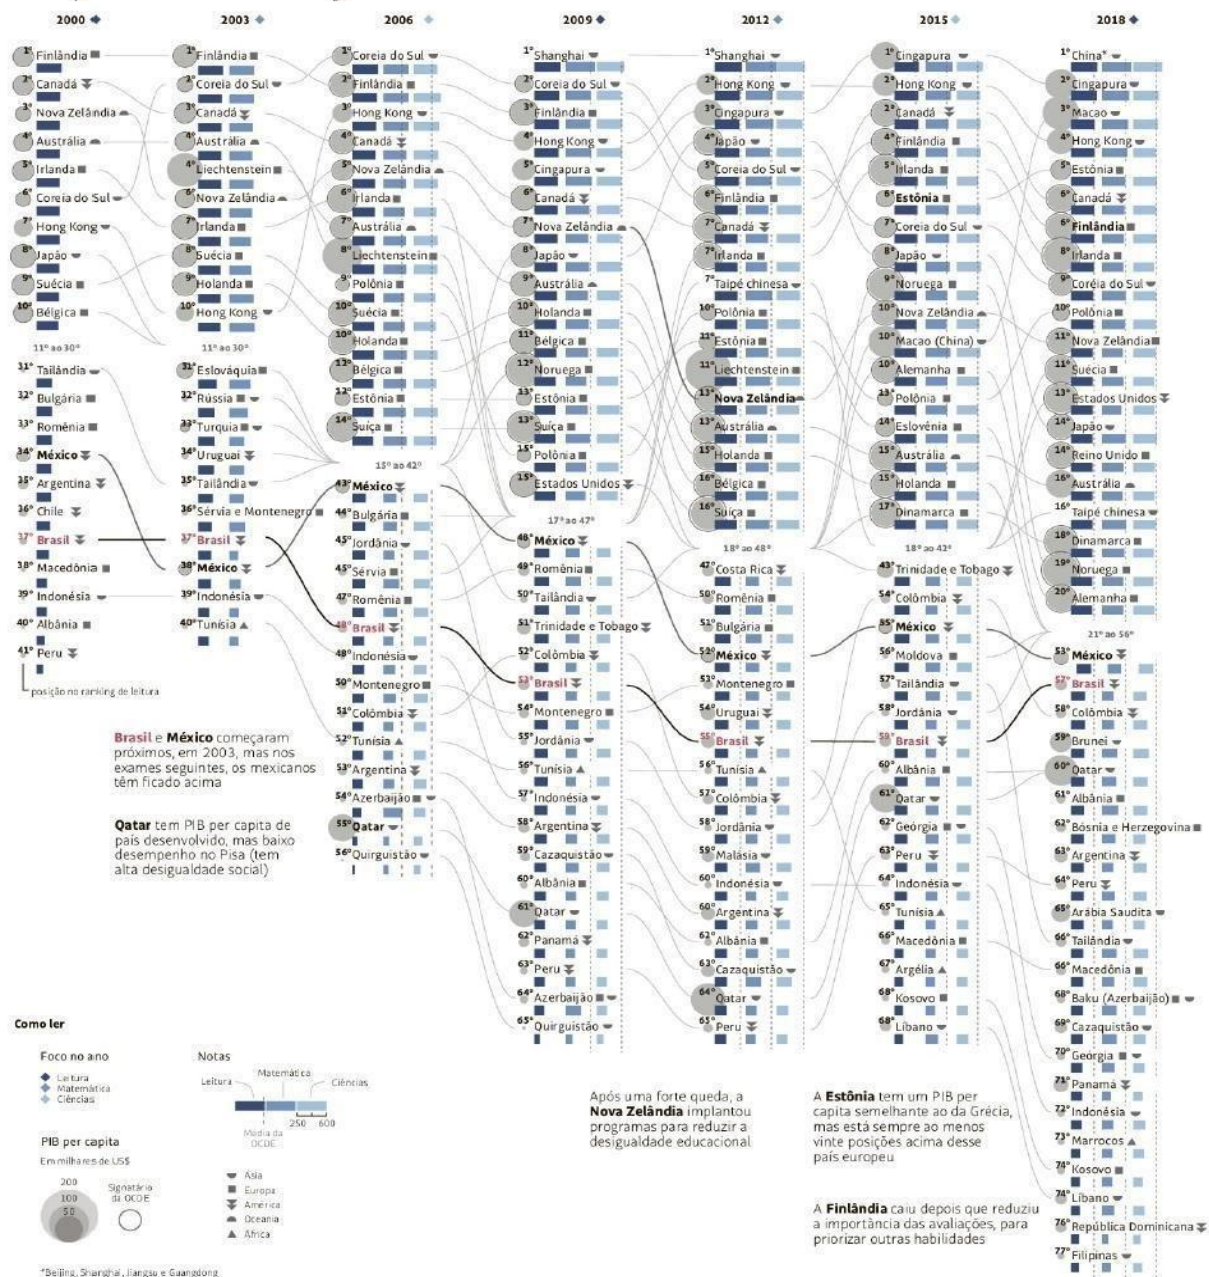 2000
1º Finlândia
2º Canadá
3º Nova Zelândia
4º Austrália
5º Irlanda
6º Coreia do Sul
7º Hong Kong
8º Japão
9º Suécia
10º Bélgica
11º ao 30º
31º Tailândia
32º Bulgária
33º Romênia
34º México
35º Argentina
36º Chile
37º Brasil
38º Macedônia
39º Indonésia
40º Albânia
41º Peru
posição no ranking de leitura
2003
1º Finlândia
2º Coreia do Sul
3º Canadá
4º Austrália
4º Liechtenstein
6º Nova Zelândia
7º Irlanda
8º Suécia
9º Holanda
10º Hong Kong
11º ao 30º
31º Eslováquia
32º Rússia
33º Turquia
34º Uruguai
35º Tailândia
36º Sérvia e Montenegro
37º Brasil
38º México
39º Indonésia
40º Tunísia
2006
1º Coreia do Sul
2º Finlândia
3º Hong Kong
4º Canadá
5º Nova Zelândia
6º Irlanda
7º Austrália
8º Liechtenstein
9º Polônia
10º Suécia
10º Holanda
12º Bélgica
12º Estônia
14º Suíça
15º ao 42º
43º México
44º Bulgária
45º Jordânia
45º Sérvia
47º Romênia
48º Brasil
48º Indonésia
50º Montenegro
51º Colômbia
52º Tunísia
53º Argentina
54º Azerbaijão
55º Qatar
56º Quirguistão
2009
1º Shanghai
2º Coreia do Sul
3º Finlândia
4º Hong Kong
5º Cingapura
6º Canadá
7º Nova Zelândia
8º Japão
9º Austrália
10º Holanda
11º Bélgica
12º Noruega
13º Estônia
13º Suíça
15º Polônia
15º Estados Unidos
17º ao 47º
48º México
49º Romênia
50º Tailândia
51º Trinidade e Tobago
52º Colômbia
53º Brasil
54º Montenegro
55º Jordânia
56º Tunísia
57º Indonésia
58º Argentina
59º Cazaquistão
60º Albânia
61º Qatar
62º Panamá
63º Peru
64º Azerbaijão
65º Quirguistão
2012
1º Shanghai
2º Hong Kong
3º Cingapura
4º Japão
5º Coreia do Sul
6º Finlândia
7º Canadá
7º Irlanda
7º Taipé chinesa
10º Polônia
11º Estônia
11º Liechtenstein
13º Nova Zelândia
13º Austrália
15º Holanda
16º Bélgica
16º Suíça
18º ao 48º
47º Costa Rica
50º Romênia
51º Bulgária
52º México
53º Montenegro
54º Uruguai
55º Brasil
56º Tunísia
57º Colômbia
58º Jordânia
59º Malásia
60º Indonésia
60º Argentina
62º Albânia
63º Cazaquistão
64º Qatar
65º Peru
2015
1º Cingapura
2º Hong Kong
2º Canadá
4º Finlândia
5º Irlanda
6º Estônia
7º Coreia do Sul
8º Japão
9º Noruega
10º Nova Zelândia
10º Macao (China)
10º Alemanha
13º Polônia
14º Eslovênia
15º Austrália
15º Holanda
17º Dinamarca
18º ao 42º
43º Trinidade e Tobago
54º Colômbia
55º México
56º Moldova
57º Tailândia
58º Jordânia
59º Brasil
60º Albânia
61º Qatar
62º Geórgia
63º Peru
64º Indonésia
65º Tunísia
66º Macedônia
67º Argélia
68º Kosovo
68º Líbano
2018
1º China*
2º Cingapura
3º Macao
4º Hong Kong
5º Estônia
6º Canadá
6º Finlândia
8º Irlanda
9º Coréia do Sul
10º Polônia
11º Nova Zelândia
11º Suécia
13º Estados Unidos
14º Japão
14º Reino Unido
16º Austrália
16º Taipé chinesa
18º Dinamarca
19º Noruega
20º Alemanha
21º ao 56º
53º México
57º Brasil
58º Colômbia
59º Brunei
60º Qatar
61º Albânia
62º Bósnia e Herzegovina
63º Argentina
64º Peru
65º Arábia Saudita
66º Tailândia
66º Macedônia
68º Baku (Azerbaijão)
69º Cazaquistão
70º Geórgia
71º Panamá
72º Indonésia
73º Marrocos
74º Kosovo
74º Líbano
76º República Dominicana
77º Filipinas
Brasil e México começaram
próximos, em 2003, mas nos
exames seguintes, os mexicanos
têm ficado acima
Qatar tem PIB per capita de
país desenvolvido, mas baixo
desempenho no Pisa (tem
alta desigualdade social)
Após uma forte queda, a
Nova Zelândia implantou
programas para reduzir a
desigualdade educacional
A Estônia tem um PIB per
capita semelhante ao da Grécia,
mas está sempre ao menos
vinte posições acima desse
país europeu
A Finlândia caiu depois que reduziu
a importância das avaliações, para
priorizar outras habilidades
Como ler
Foco no ano
Leitura
Matemática
Ciências
Notas
Leitura
Matemática
Ciências
250 600
Média da
OCDE
PIB per capita
Em milhares de US$
200
100
50
Signatário
da OCDE
Ásia
Europa
América
Oceania
África
*Beijing, Shanghai, Jiangsu e Guangdong